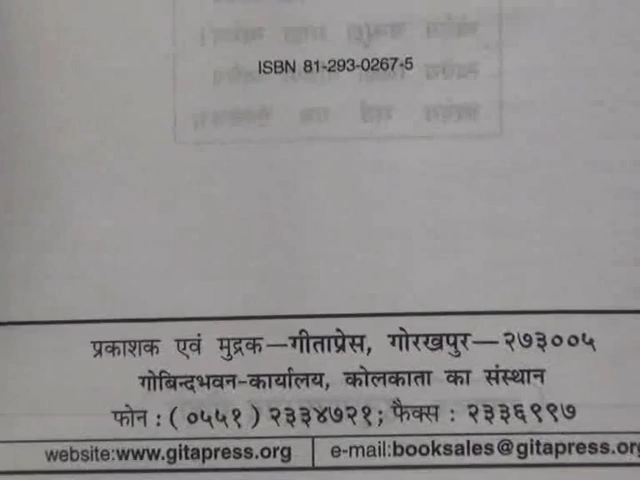 ISBN 81-293-0267-5
प्रकाशक एवं मुद्रक—गीताप्रेस, गोरखपुर—२७३००५
गोबिन्दभवन-कार्यालय, कोलकाता का संस्थान
फोन : ( ०५५१ ) २३३४७२१; फैक्स : २३३६९९७
website:www.gitapress.org e-mail:booksales@gitapress.org